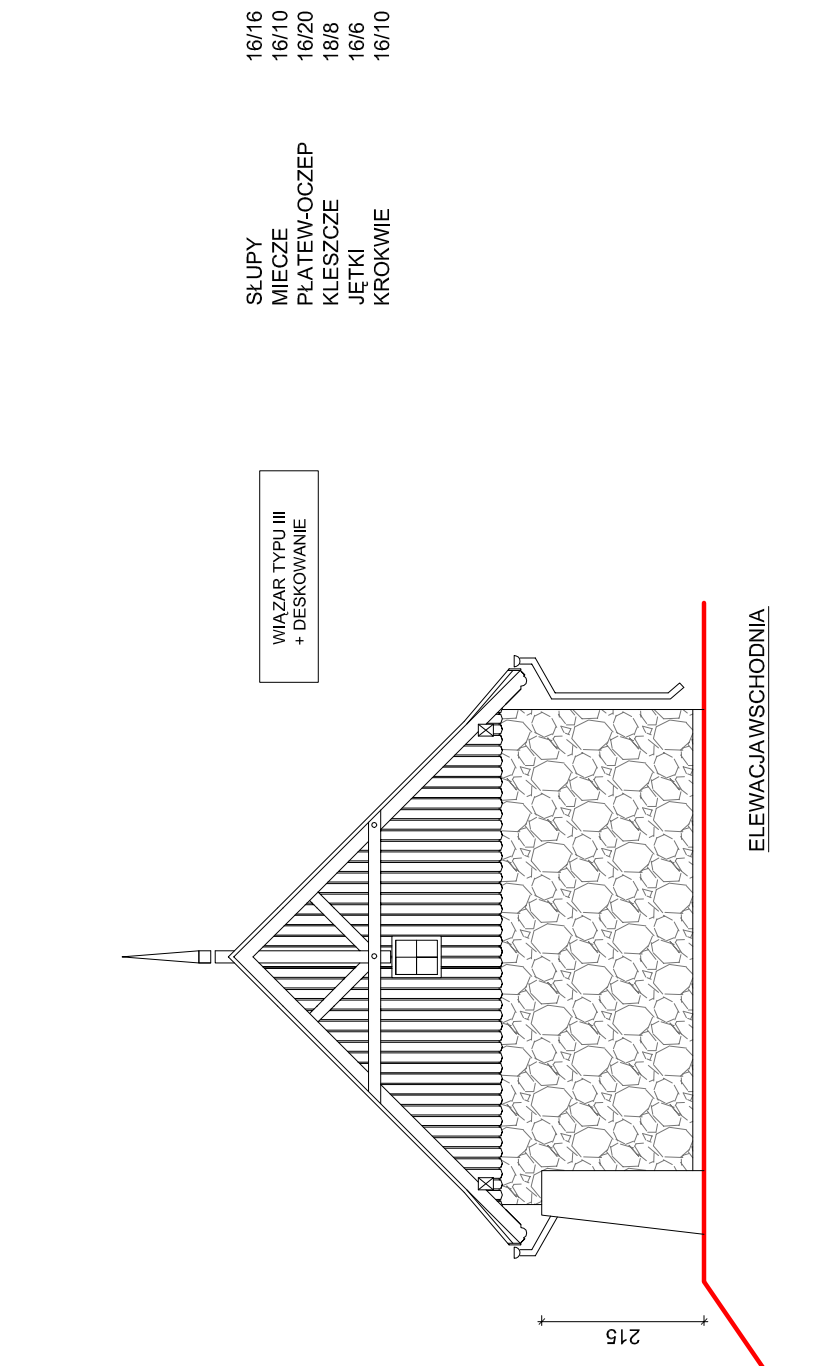 SŁUPY 16/16
MIECZE 16/10
PŁATEW-OCZEP 16/20
KLESZCZE 18/8
JĘTKI 16/6
KROKWIE 16/10
WIĄZAR TYPU III
+ DESKOWANIE
ELEWACJAWSCHODNIA
215